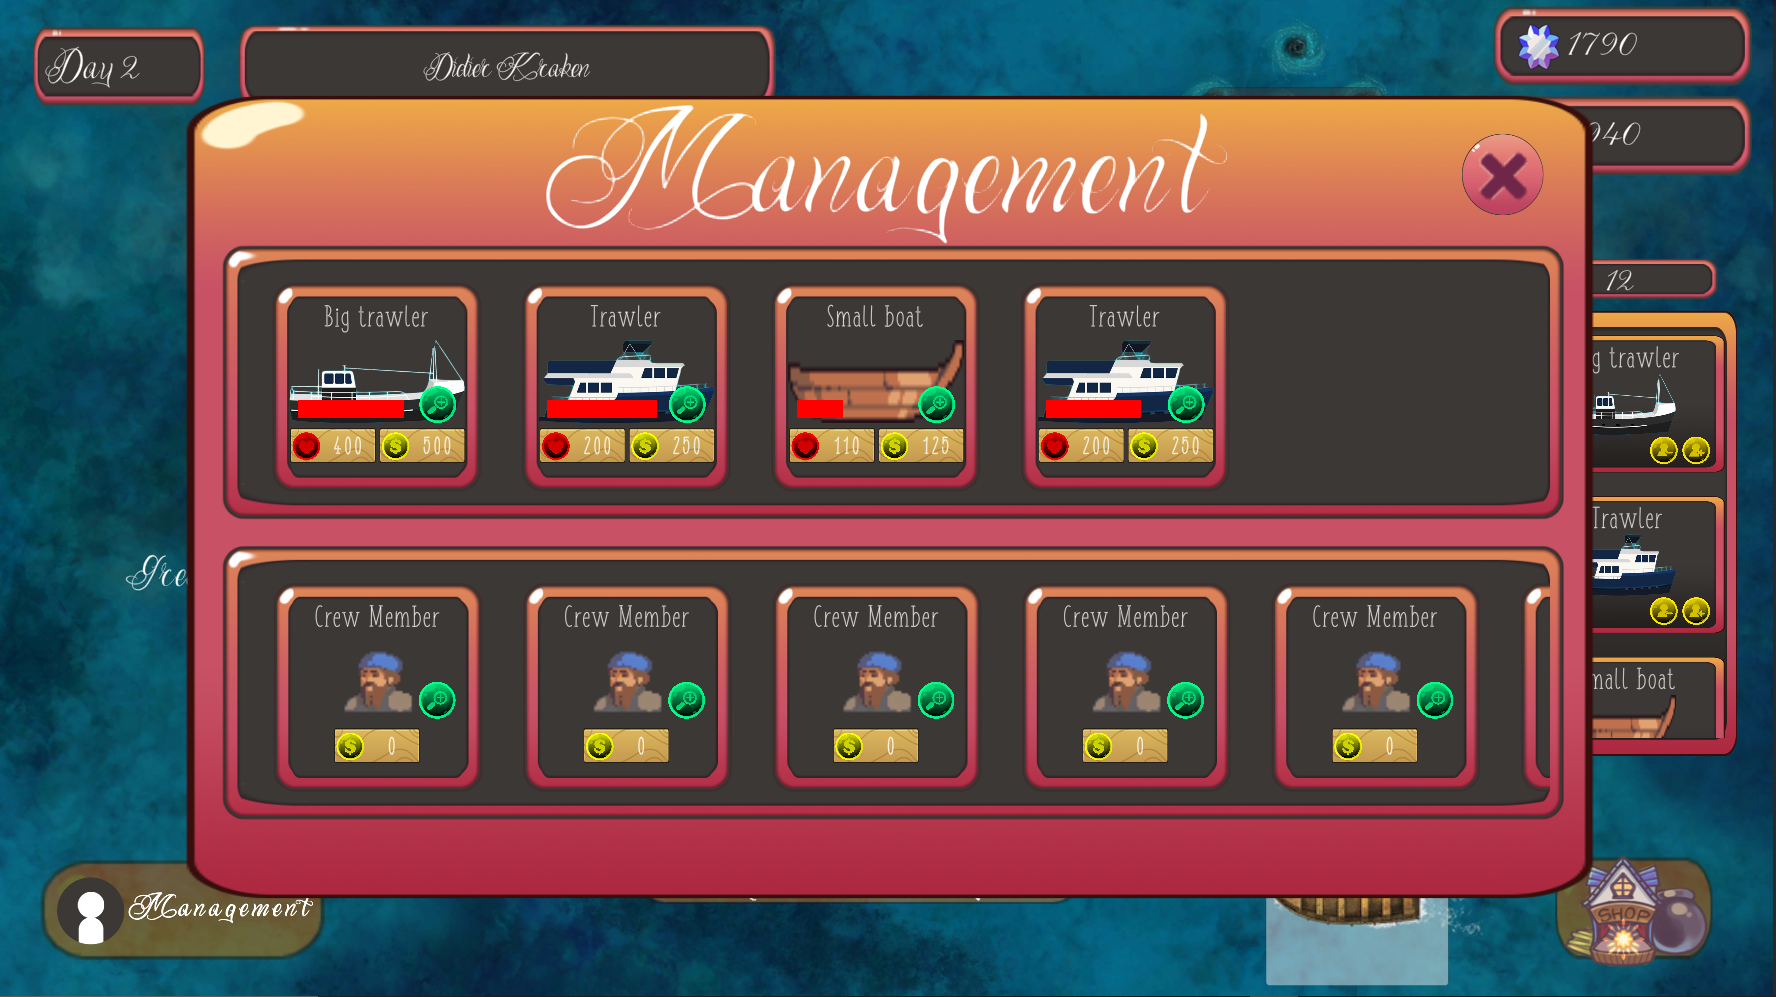 Day 2
Didier Kraken
1790
940
Management
12
Big trawler
400
500
Trawler
200
250
Small boat
110
125
Trawler
200
250
g trawler
Trawler
mall boat
Gre
Crew Member
0
Crew Member
0
Crew Member
0
Crew Member
0
Crew Member
0
Management
SHOP